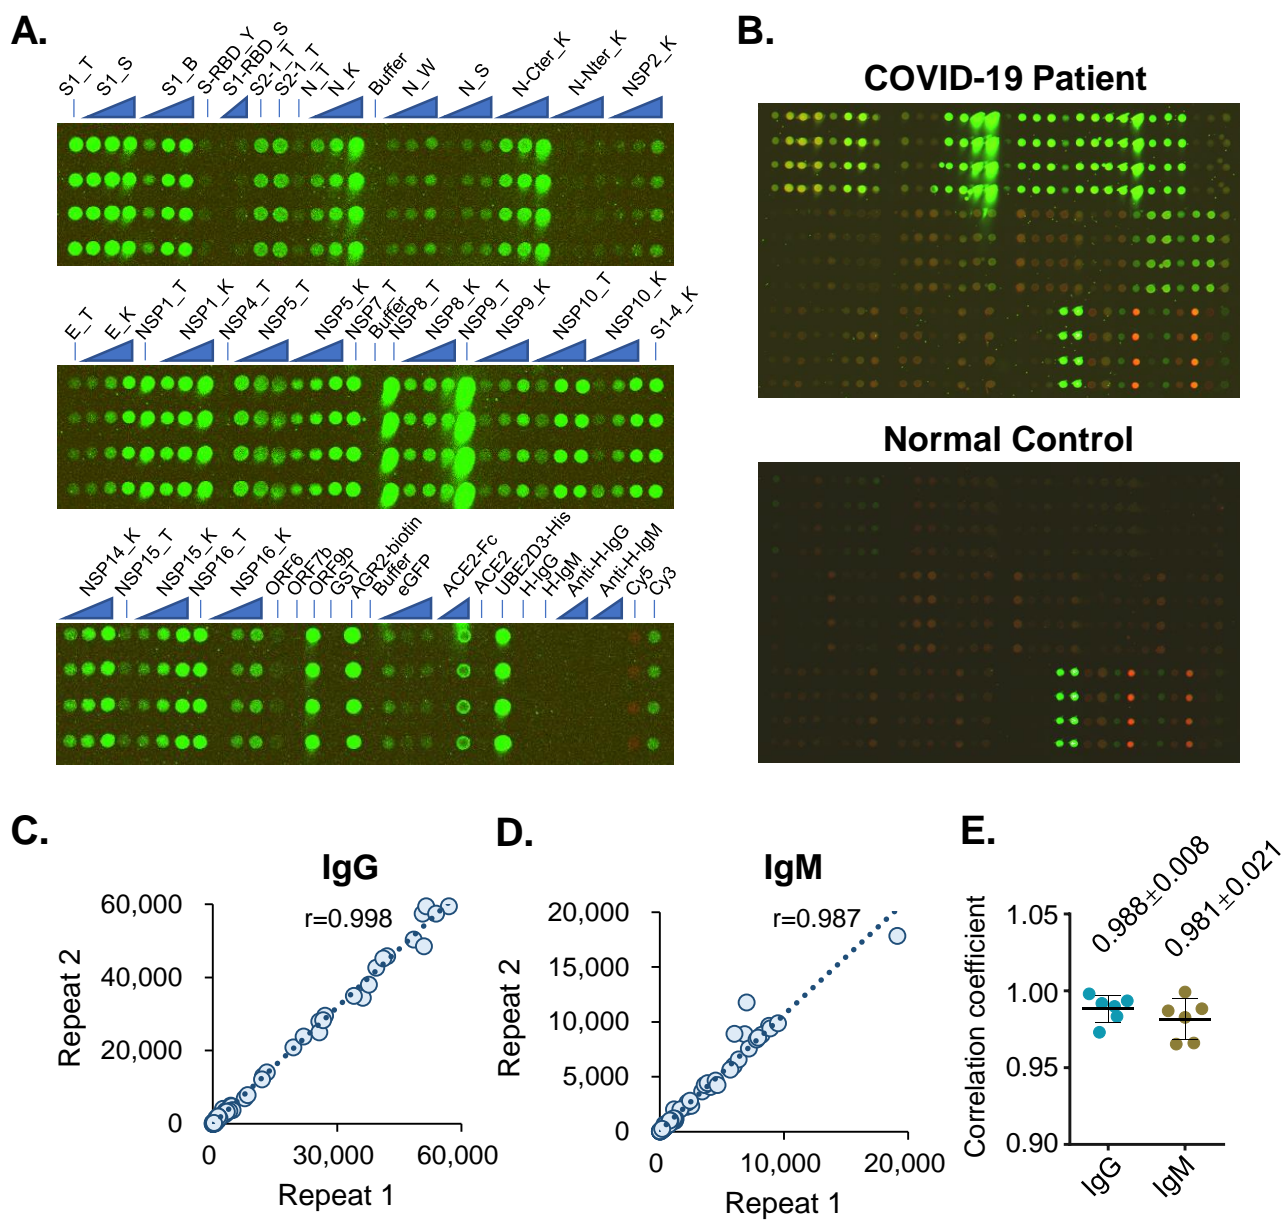 A.
S1_T
S1_S
S1_B
S-RBD_Y
S1-RBD_S
S2-1_T
S2-1_T
N_T
N_K
Buffer
N_W
N_S
N-Cter_K
N-Nter_K
NSP2_K
E_T
E_K
NSP1_T
NSP1_K
NSP4_T
NSP5_T
NSP5_K
NSP7_T
Buffer
NSP8_T
NSP8_K
NSP9_T
NSP9_K
NSP10_T
NSP10_K
S1-4_K
NSP14_K
NSP15_T
NSP15_K
NSP16_T
NSP16_K
ORF6
ORF7b
ORF9b
GST
AGR2-biotin
Buffer
eGFP
ACE2-Fc
ACE2
UBE2D3-His
H-IgG
H-IgM
Anti-H-IgG
Anti-H-IgM
Cy5
Cy3
B.
COVID-19 Patient
Normal Control
C.
IgG
r=0.998
60,000
40,000
20,000
0
Repeat 2
0 30,000 60,000
Repeat 1
D.
IgM
r=0.987
20,000
15,000
10,000
5,000
0
Repeat 2
0 10,000 20,000
Repeat 1
E.
0.988±0.008
0.981±0.021
Correlation coefficient
1.05
1.00
0.95
0.90
IgG
IgM